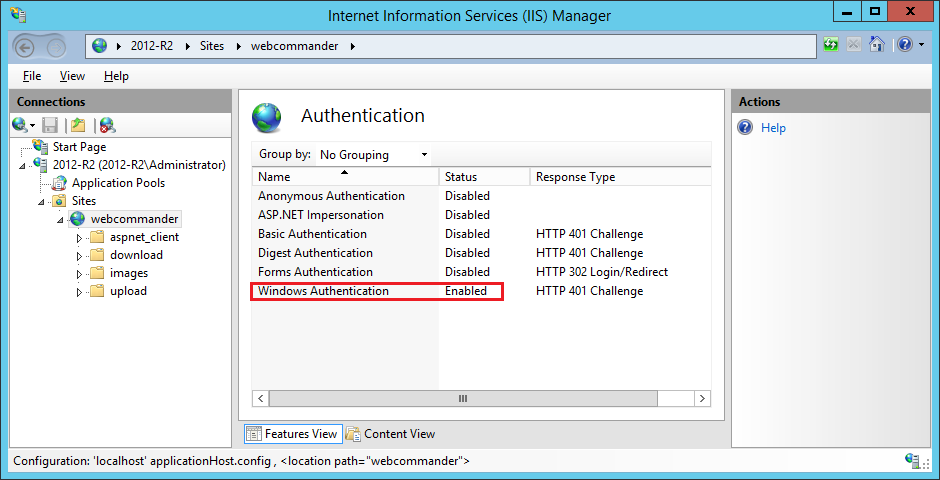 Internet Information Services (IIS) Manager
2012-R2 Sites webcommander
File View Help
Connections
Start Page
2012-R2 (2012-R2\Administrator)
Application Pools
Sites
webcommander
aspnet_client
download
images
upload
Authentication
Group by: No Grouping
Name Status Response Type
Anonymous Authentication Disabled
ASP.NET Impersonation Disabled
Basic Authentication Disabled HTTP 401 Challenge
Digest Authentication Disabled HTTP 401 Challenge
Forms Authentication Disabled HTTP 302 Login/Redirect
Windows Authentication Enabled HTTP 401 Challenge
Features View Content View
Actions
Help
Configuration: 'localhost' applicationHost.config , <location path="webcommander">